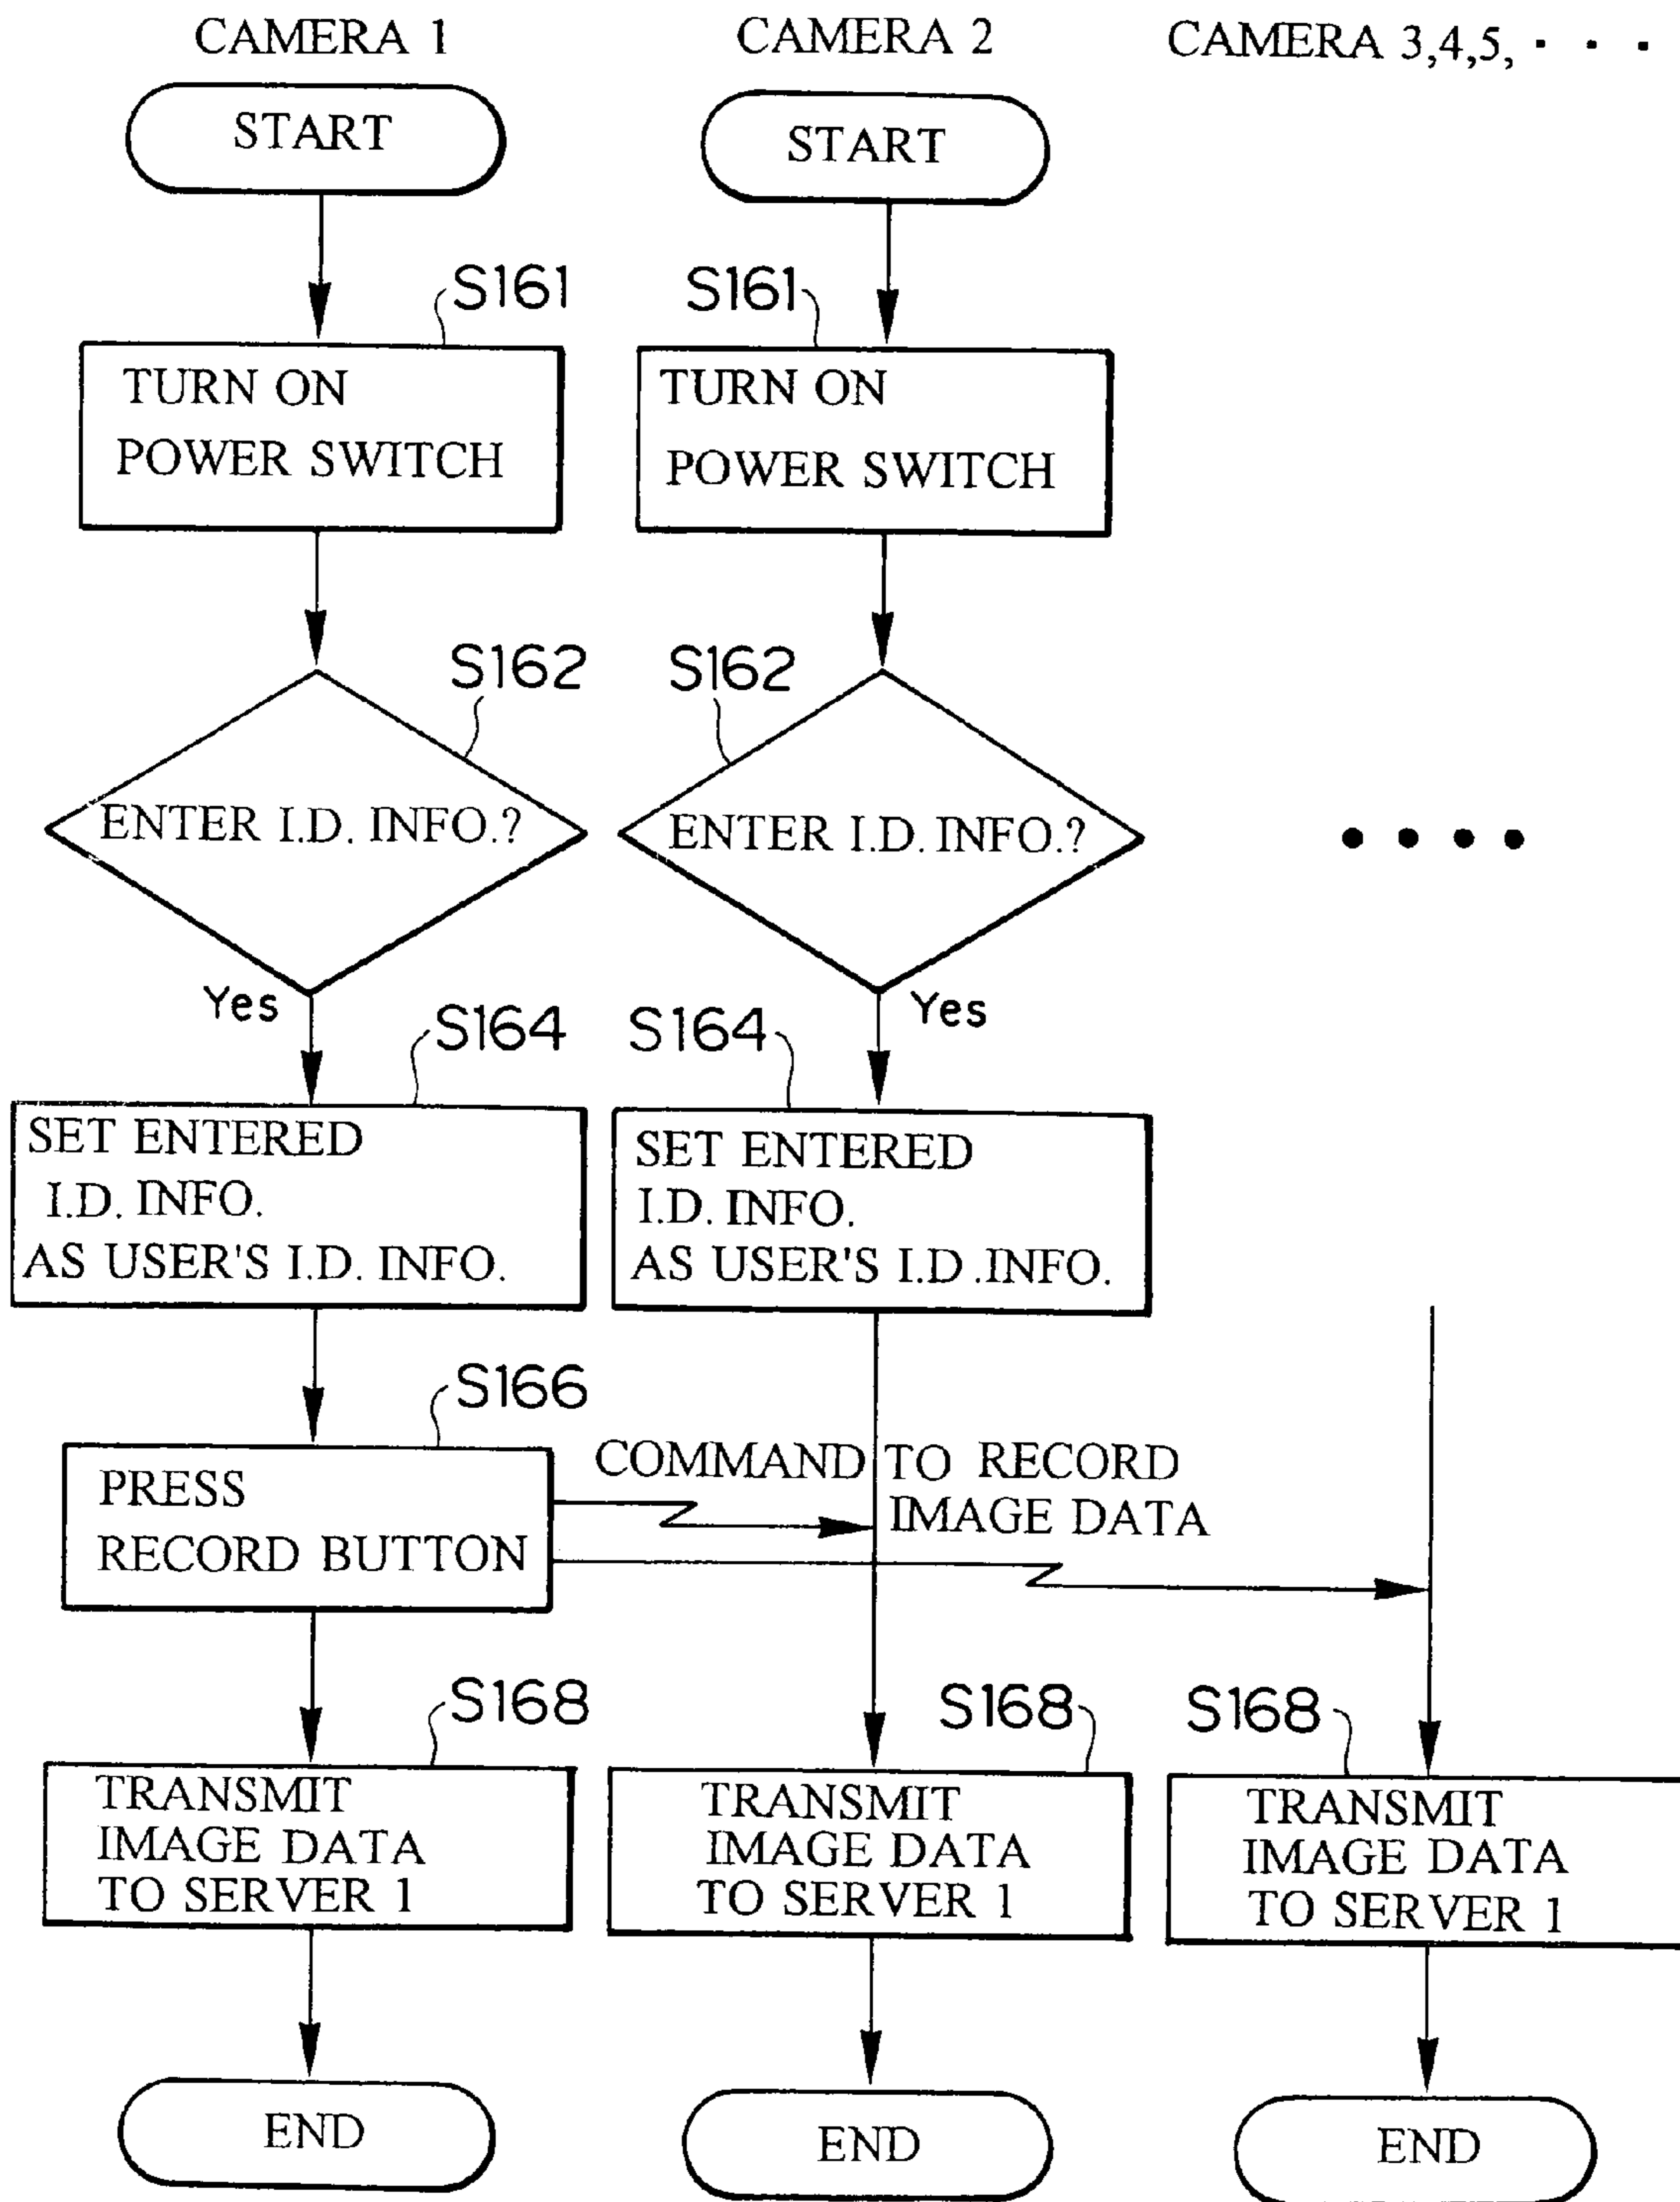 CAMERA 1
CAMERA 2
CAMERA 3,4,5, · · ·
START
START
S161
S161
TURN ON
POWER SWITCH
TURN ON
POWER SWITCH
S162
S162
ENTER I.D. INFO.?
ENTER I.D. INFO.?
Yes
Yes
S164
S164
SET ENTERED
I.D. INFO.
AS USER'S I.D. INFO.
SET ENTERED
I.D. INFO.
AS USER'S I.D .INFO.
S166
PRESS
RECORD BUTTON
COMMAND TO RECORD
IMAGE DATA
S168
S168
S168
TRANSMIT
IMAGE DATA
TO SERVER 1
TRANSMIT
IMAGE DATA
TO SERVER 1
TRANSMIT
IMAGE DATA
TO SERVER 1
END
END
END